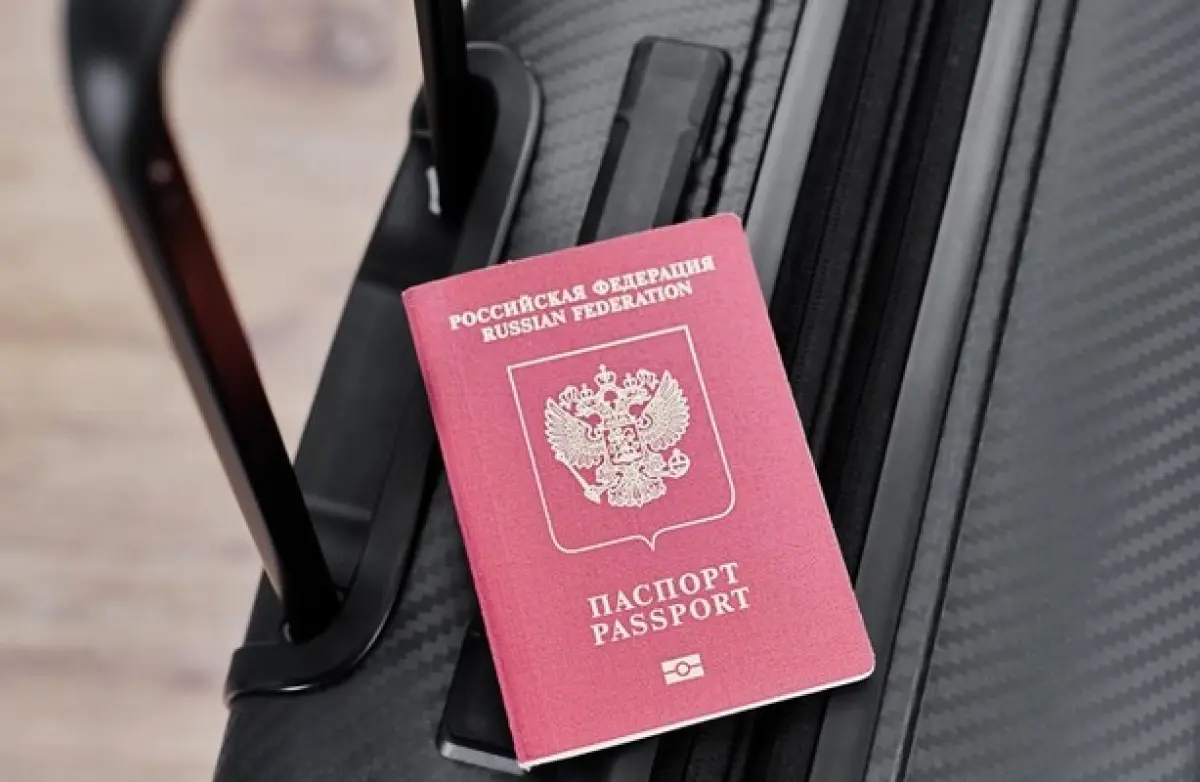 РОССИЙСКАЯ ФЕДЕРАЦИЯ
RUSSIAN FEDERATION
ПАСПОРТ
PASSPORT